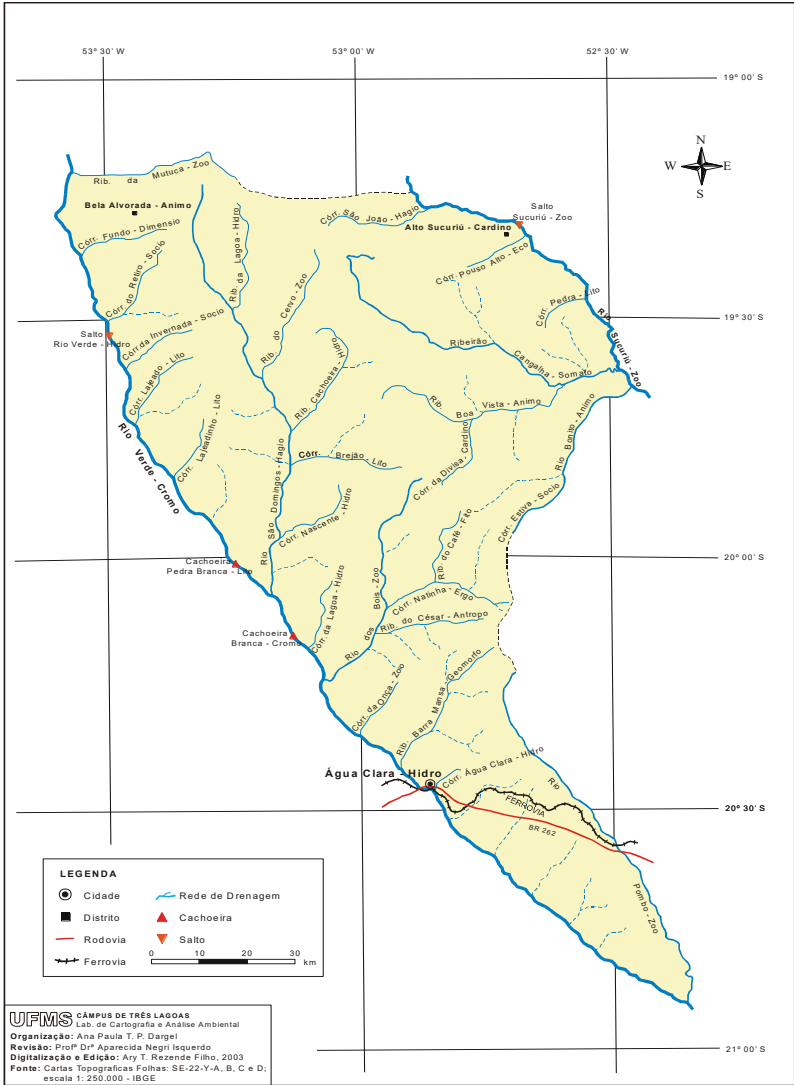 53º 30' W
53º 00' W
52º 30' W
19º 00' S
N
W E
S
Rib. da Mutuca - Zoo
Bela Alvorada - Animo
Córr. Fundo - Dimensio
Córr. do Retiro - Socio
Rib. da Lagoa - Hidro
Córr. São João - Hagio
Salto
Sucuriú - Zoo
Alto Sucuriú - Cardino
Córr. Pouso Alto - Eco
Córr. Pedra - Lito
Rio Sucuriú - Zoo
19º 30' S
Salto
Rio Verde - Hidro
Córr da Invernada - Socio
Córr. Lajeado - Lito
Rib. do Cervo - Zoo
Rib. Cachoeira - Hidro
Ribeirão Cangalha - Somato
Rib. Boa Vista - Animo
Córr. Lajeadinho - Lito
Rio Verde - Cromo
Córr. Brejão - Lito
Córr da Divisa - Cardino
Rio Bonito - Animo
Rio São Domingos - Hagio
Córr. Nascente - Hidro
Rib. do Café - Fito
Córr. Estiva - Socio
20º 00' S
Cachoeira
Pedra Branca - Lito
Córr. da Lagoa - Hidro
Rio dos Bois - Zoo
Córr. Natinha - Ergo
Rib. do César - Antropo
Cachoeira
Branca - Cromo
Córr. da Onça - Zoo
Rib. Barra Mansa - Geomorfo
Água Clara - Hidro
Córr. Água Clara - Hidro
Rio Pombo - Zoo
FERROVIA
BR 262
20º 30' S
LEGENDA
Cidade
Rede de Drenagem
Distrito
Cachoeira
Rodovia
Salto
Ferrovia
0 10 20 30
km
UFMS CÂMPUS DE TRÊS LAGOAS
Lab. de Cartografia e Análise Ambiental
Organização: Ana Paula T. P. Dargel
Revisão: Profª Drª Aparecida Negri Isquerdo
Digitalização e Edição: Ary T. Rezende Filho, 2003
Fonte: Cartas Topograficas Folhas: SE-22-Y-A, B, C e D;
escala 1: 250.000 - IBGE
21º 00' S